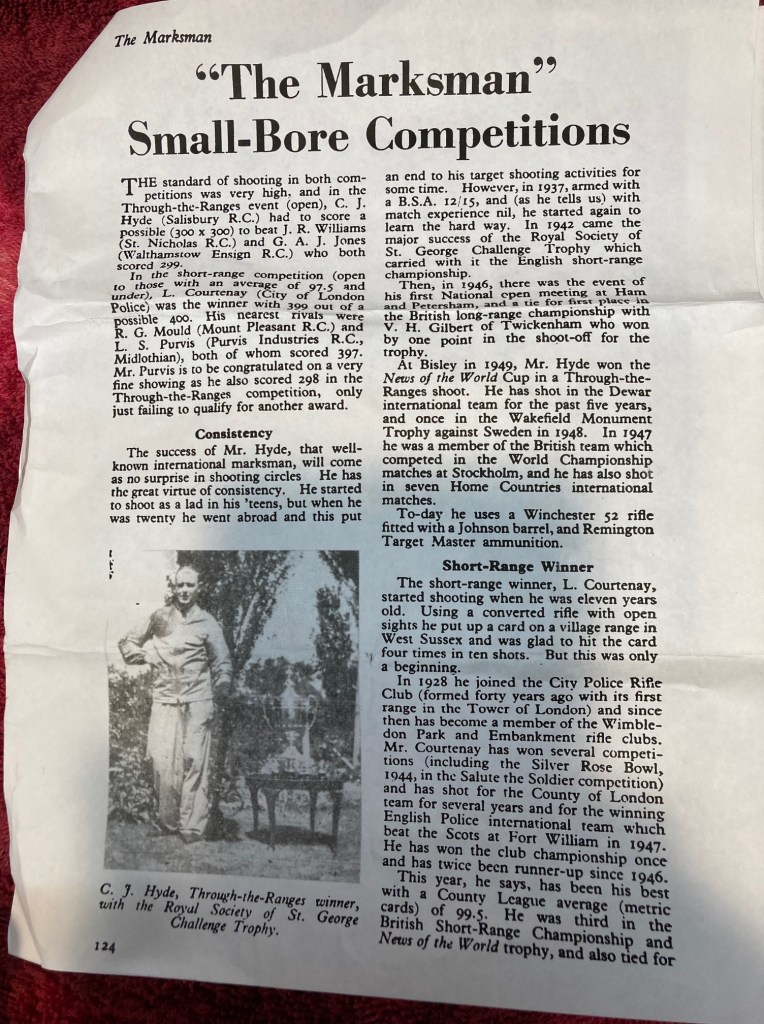 The Marksman
“The Marksman”
Small-Bore Competitions
THE standard of shooting in both com-
petitions was very high, and in the
Through-the-Ranges event (open), C. J.
Hyde (Salisbury R.C.) had to score a
possible (300 x 300) to beat J. R. Williams
(St. Nicholas R.C.) and G. A. J. Jones
(Walthamstow Ensign R.C.) who both
scored 299.
In the short-range competition (open
to those with an average of 97.5 and
under), L. Courtenay (City of London
Police) was the winner with 399 out of a
possible 400. His nearest rivals were
R. G. Mould (Mount Pleasant R.C.) and
L. S. Purvis (Purvis Industries R.C.,
Midlothian), both of whom scored 397.
Mr. Purvis is to be congratulated on a very
fine showing as he also scored 298 in the
Through-the-Ranges competition, only
just failing to qualify for another award.
Consistency
The success of Mr. Hyde, that well-
known international marksman, will come
as no surprise in shooting circles He has
the great virtue of consistency. He started
to shoot as a lad in his ’teens, but when he
was twenty he went abroad and this put
C. J. Hyde, Through-the-Ranges winner,
with the Royal Society of St. George
Challenge Trophy.
124
an end to his target shooting activities for
some time. However, in 1937, armed with
a B.S.A. 12/15, and (as he tells us) with
match experience nil, he started again to
learn the hard way. In 1942 came the
major success of the Royal Society of
St. George Challenge Trophy which
carried with it the English short-range
championship.
Then, in 1946, there was the event of
his first National open meeting at Ham
and Petersham, and a tie for first place in
the British long-range championship with
V. H. Gilbert of Twickenham who won
by one point in the shoot-off for the
trophy.
At Bisley in 1949, Mr. Hyde won the
News of the World Cup in a Through-the-
Ranges shoot. He has shot in the Dewar
international team for the past five years,
and once in the Wakefield Monument
Trophy against Sweden in 1948. In 1947
he was a member of the British team which
competed in the World Championship
matches at Stockholm, and he has also shot
in seven Home Countries international
matches.
To-day he uses a Winchester 52 rifle
fitted with a Johnson barrel, and Remington
Target Master ammunition.
Short-Range Winner
The short-range winner, L. Courtenay,
started shooting when he was eleven years
old. Using a converted rifle with open
sights he put up a card on a village range in
West Sussex and was glad to hit the card
four times in ten shots. But this was only
a beginning.
In 1928 he joined the City Police Rifle
Club (formed forty years ago with its first
range in the Tower of London) and since
then has become a member of the Wimble-
don Park and Embankment rifle clubs.
Mr. Courtenay has won several competi-
tions (including the Silver Rose Bowl,
1944, in the Salute the Soldier competition)
and has shot for the County of London
team for several years and for the winning
English Police international team which
beat the Scots at Fort William in 1947.
He has won the club championship once
and has twice been runner-up since 1946.
This year, he says, has been his best
with a County League average (metric
cards) of 99.5. He was third in the
British Short-Range Championship and
News of the World trophy, and also tied for